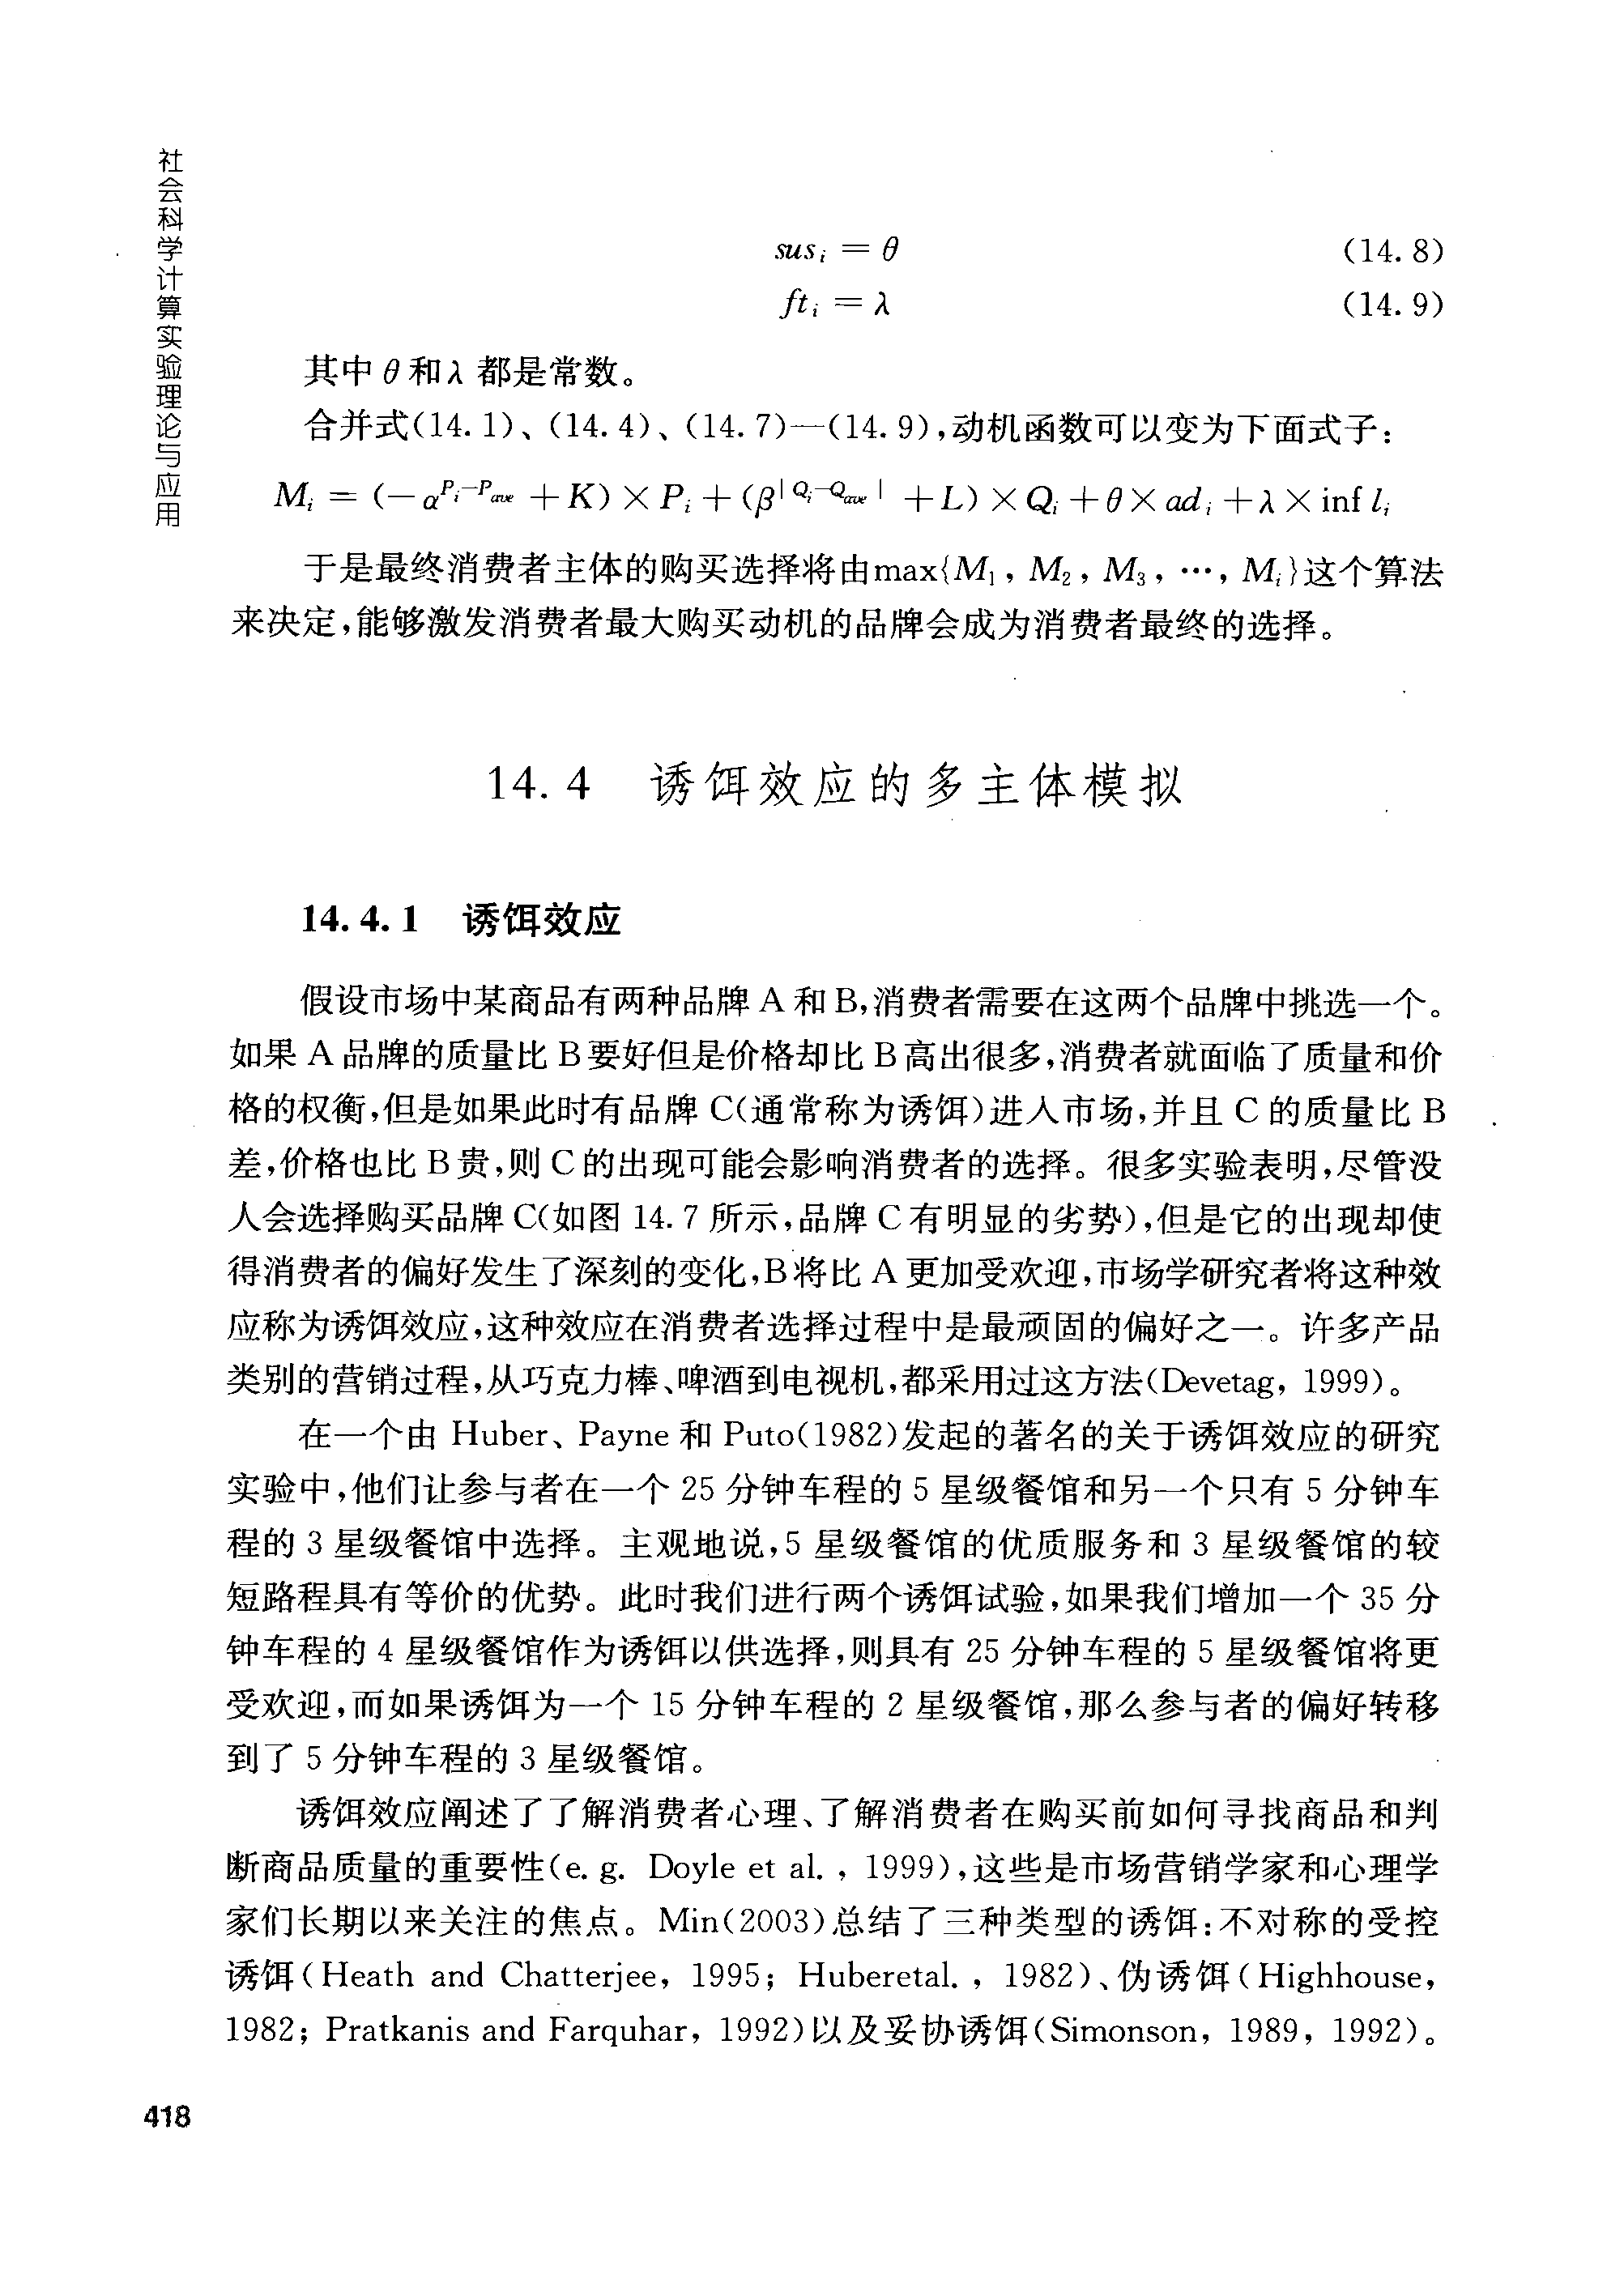 社会科学计算实验理论与应用
sus_i = θ (14.8)
ft_i = λ (14.9)
其中 θ 和 λ 都是常数。
合并式(14.1)、(14.4)、(14.7)—(14.9),动机函数可以变为下面式子:
M_i = (−α^{P_i−P_ave} + K) × P_i + (β^{|Q_i−Q_ave|} + L) × Q_i + θ × ad_i + λ × inf l_i
于是最终消费者主体的购买选择将由max{M_1, M_2, M_3, …, M_i}这个算法
来决定,能够激发消费者最大购买动机的品牌会成为消费者最终的选择。
14.4 诱饵效应的多主体模拟
14.4.1 诱饵效应
假设市场中某商品有两种品牌 A 和 B,消费者需要在这两个品牌中挑选一个。
如果 A 品牌的质量比 B 要好但是价格却比 B 高出很多,消费者就面临了质量和价
格的权衡,但是如果此时有品牌 C(通常称为诱饵)进入市场,并且 C 的质量比 B
差,价格也比 B 贵,则 C 的出现可能会影响消费者的选择。很多实验表明,尽管没
人会选择购买品牌 C(如图 14.7 所示,品牌 C 有明显的劣势),但是它的出现却使
得消费者的偏好发生了深刻的变化,B 将比 A 更加受欢迎,市场学研究者将这种效
应称为诱饵效应,这种效应在消费者选择过程中是最顽固的偏好之一。许多产品
类别的营销过程,从巧克力棒、啤酒到电视机,都采用过这方法(Devetag, 1999)。
在一个由 Huber、Payne 和 Puto(1982)发起的著名的关于诱饵效应的研究
实验中,他们让参与者在一个 25 分钟车程的 5 星级餐馆和另一个只有 5 分钟车
程的 3 星级餐馆中选择。主观地说,5 星级餐馆的优质服务和 3 星级餐馆的较
短路程具有等价的优势。此时我们进行两个诱饵试验,如果我们增加一个 35 分
钟车程的 4 星级餐馆作为诱饵以供选择,则具有 25 分钟车程的 5 星级餐馆将更
受欢迎,而如果诱饵为一个 15 分钟车程的 2 星级餐馆,那么参与者的偏好转移
到了 5 分钟车程的 3 星级餐馆。
诱饵效应阐述了了解消费者心理、了解消费者在购买前如何寻找商品和判
断商品质量的重要性(e.g. Doyle et al., 1999),这些是市场营销学家和心理学
家们长期以来关注的焦点。Min(2003)总结了三种类型的诱饵:不对称的受控
诱饵(Heath and Chatterjee, 1995; Huberetal., 1982)、伪诱饵(Highhouse,
1982; Pratkanis and Farquhar, 1992)以及妥协诱饵(Simonson, 1989, 1992)。
418